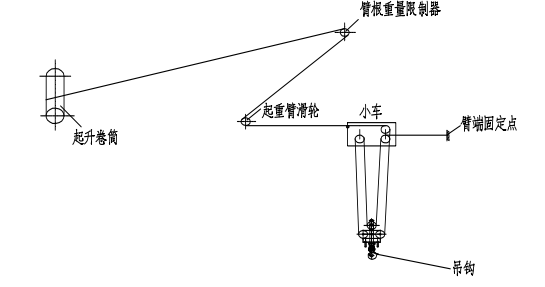 臂根重量限制器
起重臂滑轮
小车
臂端固定点
起升卷筒
吊钩